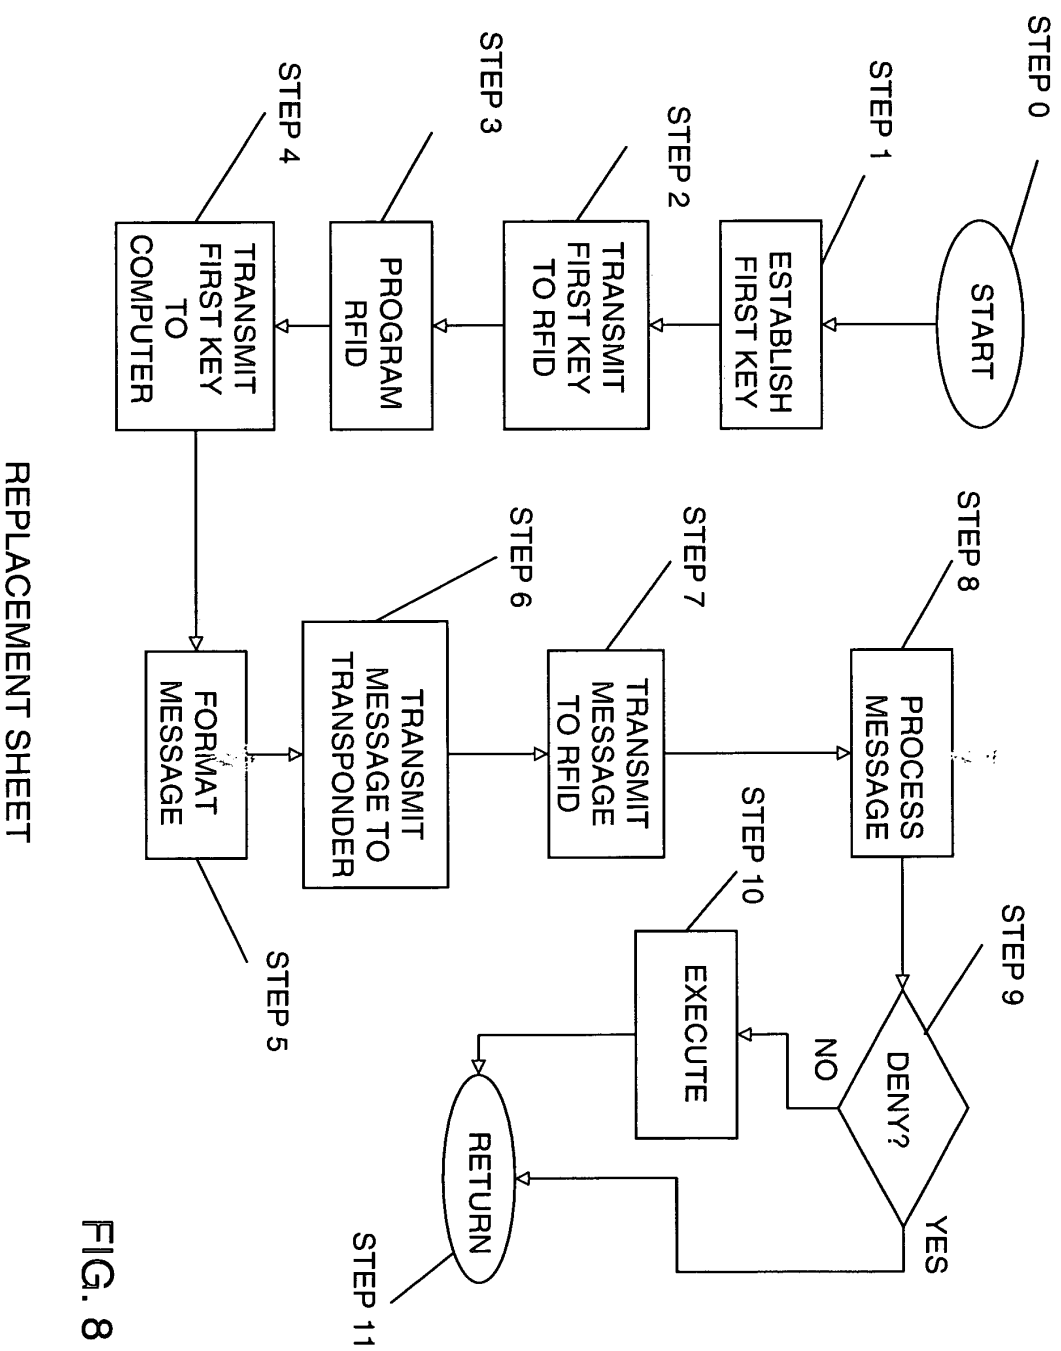 STEP 0
START
STEP 1
ESTABLISH
FIRST KEY
STEP 2
TRANSMIT
FIRST KEY
TO RFID
STEP 3
PROGRAM
RFID
STEP 4
TRANSMIT
FIRST KEY
TO
COMPUTER
STEP 5
FORMAT
MESSAGE
STEP 6
TRANSMIT
MESSAGE TO
TRANSPONDER
STEP 7
TRANSMIT
MESSAGE
TO RFID
STEP 8
PROCESS
MESSAGE
STEP 9
DENY?
NO
YES
STEP 10
EXECUTE
RETURN
STEP 11
FIG. 8
REPLACEMENT SHEET